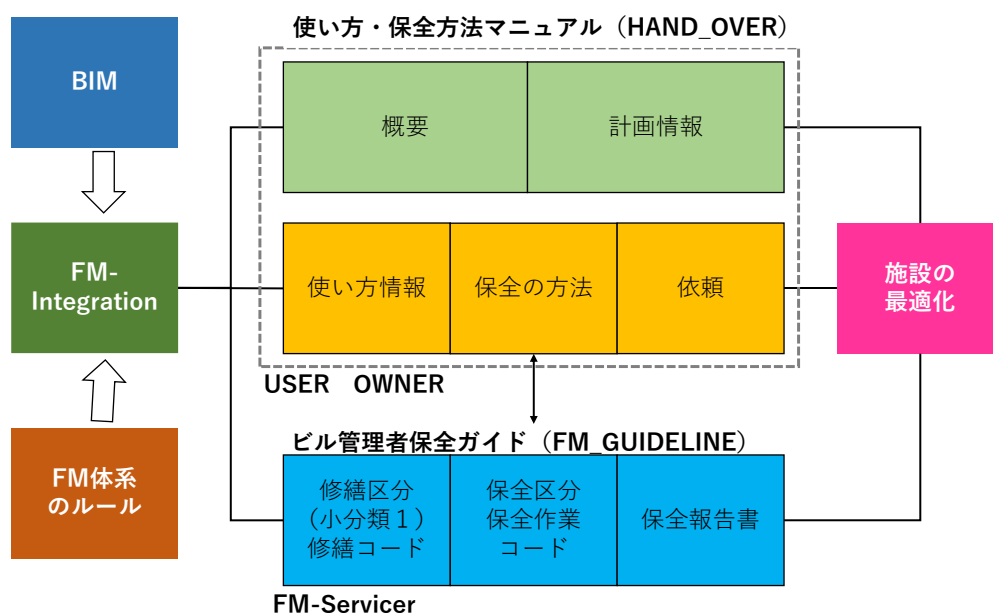 使い方・保全方法マニュアル（HAND_OVER）
BIM
概要
計画情報
FM-
Integration
使い方情報
保全の方法
依頼
施設の
最適化
USER　OWNER
ビル管理者保全ガイド（FM_GUIDELINE）
FM体系
のルール
修繕区分
（小分類１）
修繕コード
保全区分
保全作業
コード
保全報告書
FM-Servicer